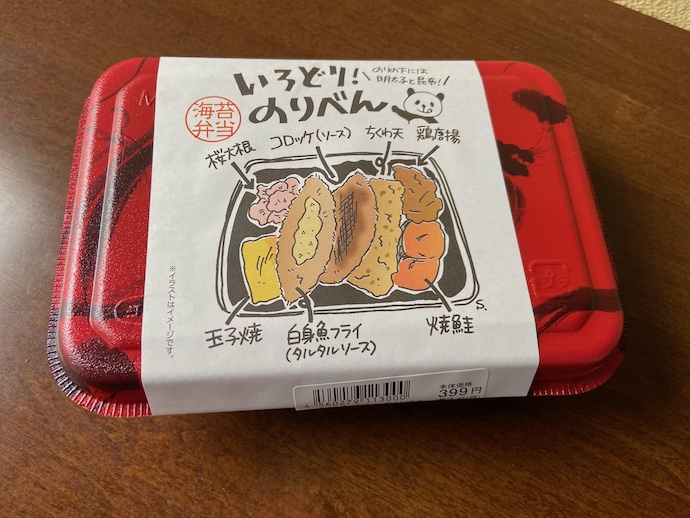 いろどり!
のりべん
のりの下には
明太子と昆布!
海苔
弁当
桜大根
コロッケ(ソース)
ちくわ天
鶏唐揚
玉子焼
白身魚フライ
(タルタルソース)
焼鮭
S.
※イラストはイメージです。
4 560279 113000
本体価格
399円